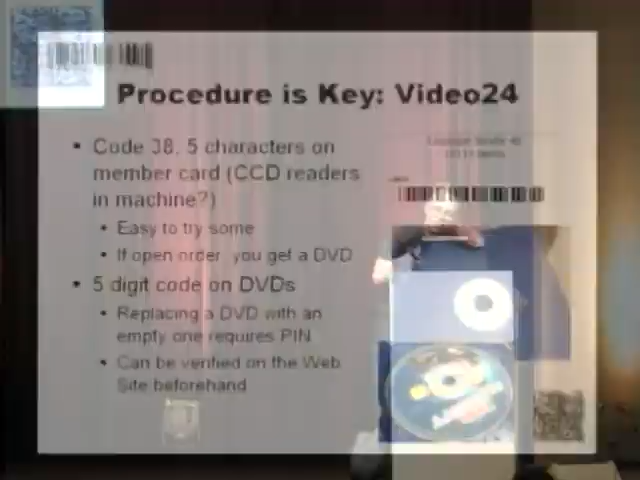 Procedure is Key: Video24
Code 38. 5 characters on
member card (CCD readers
in machine?)
Easy to try some
If open order you get a DVD
5 digit code on DVDs
Replacing a DVD with an
empty one requires PIN
Can be verified on the Web
Site beforehand